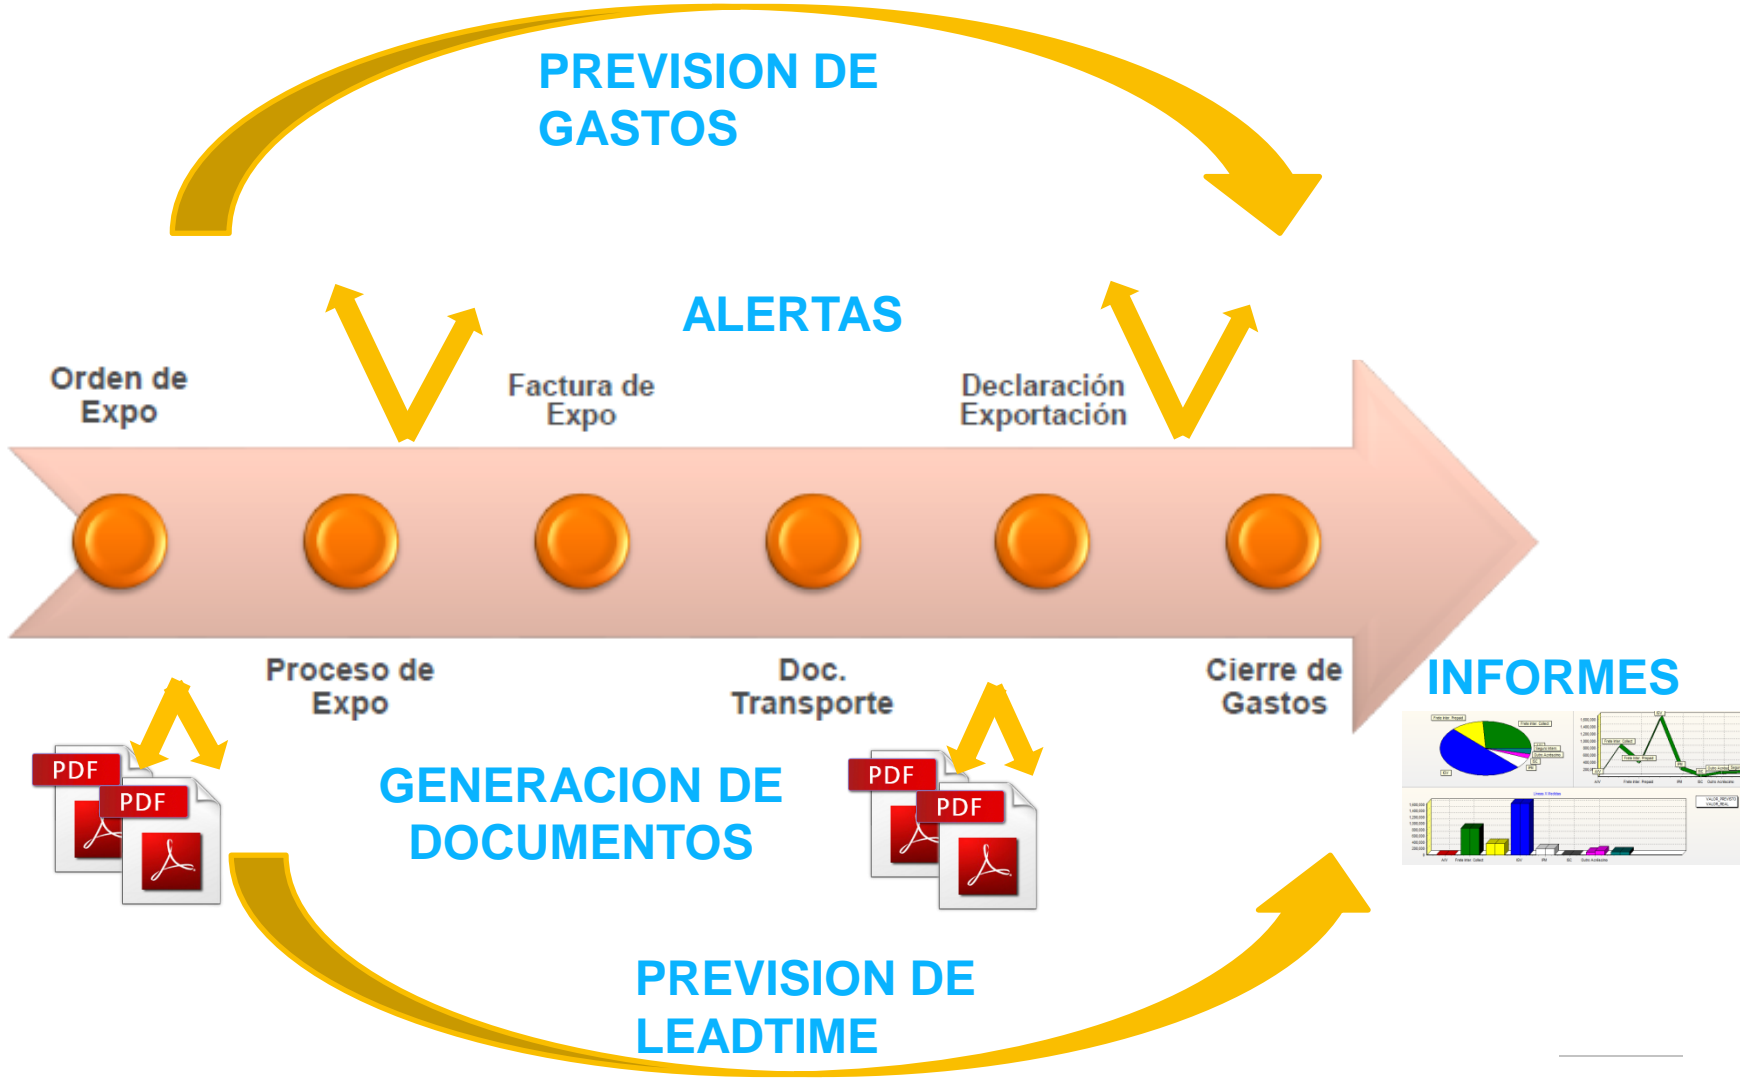 PREVISION DE
GASTOS
ALERTAS
Orden de
Expo
Factura de
Expo
Declaración
Exportación
Proceso de
Expo
Doc.
Transporte
Cierre de
Gastos
INFORMES
PDF
PDF
GENERACION DE
DOCUMENTOS
PDF
PDF
PREVISION DE
LEADTIME